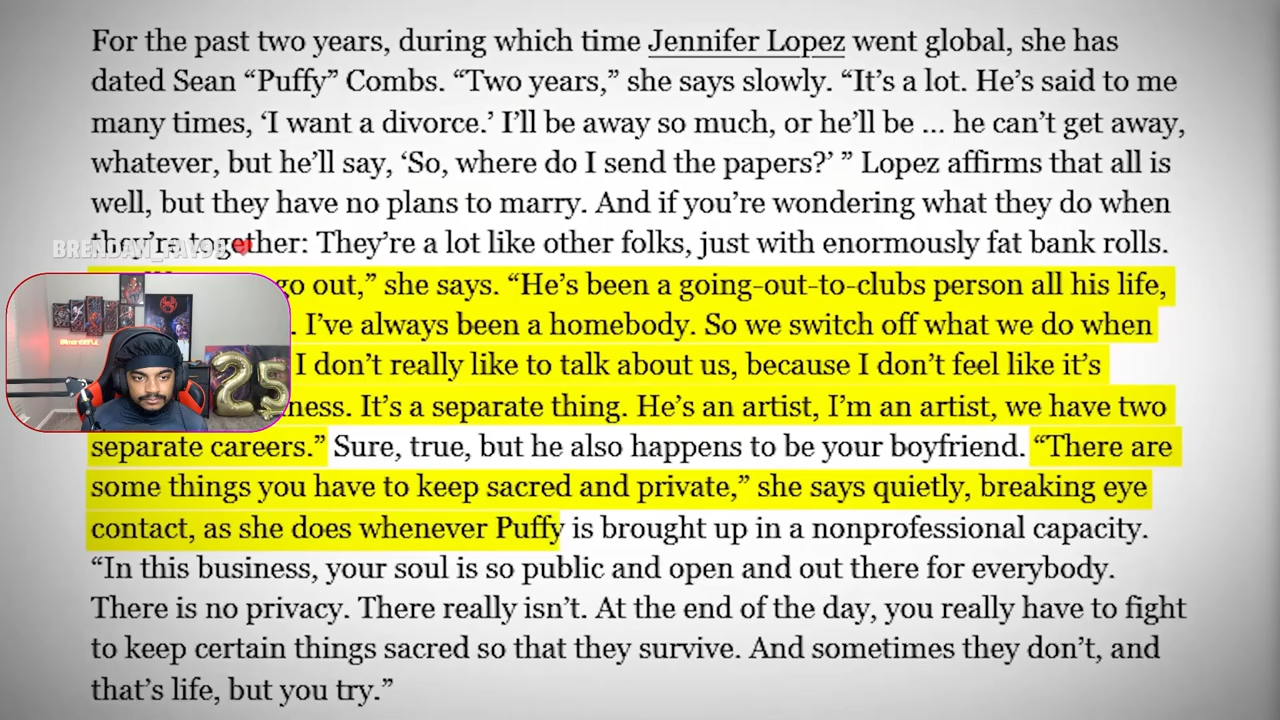 For the past two years, during which time Jennifer Lopez went global, she has
dated Sean “Puffy” Combs. “Two years,” she says slowly. “It’s a lot. He’s said to me
many times, ‘I want a divorce.’ I’ll be away so much, or he’ll be ... he can’t get away,
whatever, but he’ll say, ‘So, where do I send the papers?’ ” Lopez affirms that all is
well, but they have no plans to marry. And if you’re wondering what they do when
they’re together: They’re a lot like other folks, just with enormously fat bank rolls.
go out,” she says. “He’s been a going-out-to-clubs person all his life,
. I’ve always been a homebody. So we switch off what we do when
I don’t really like to talk about us, because I don’t feel like it’s
ness. It’s a separate thing. He’s an artist, I’m an artist, we have two
separate careers.” Sure, true, but he also happens to be your boyfriend. “There are
some things you have to keep sacred and private,” she says quietly, breaking eye
contact, as she does whenever Puffy is brought up in a nonprofessional capacity.
“In this business, your soul is so public and open and out there for everybody.
There is no privacy. There really isn’t. At the end of the day, you really have to fight
to keep certain things sacred so that they survive. And sometimes they don’t, and
that’s life, but you try.”
25